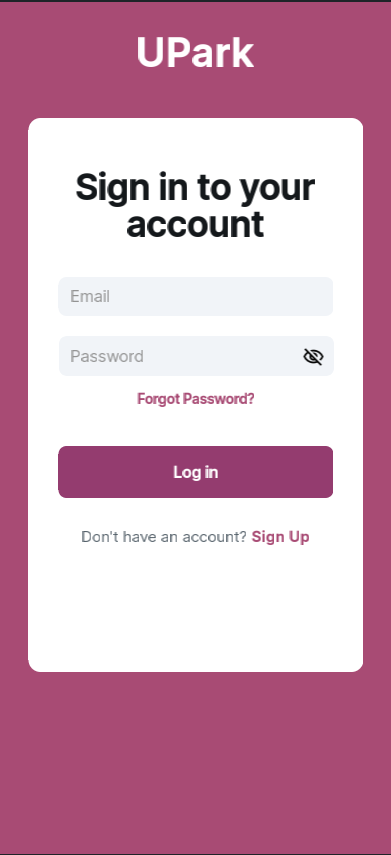 UPark
Sign in to your
account
Email
Password
Forgot Password?
Log in
Don't have an account? Sign Up